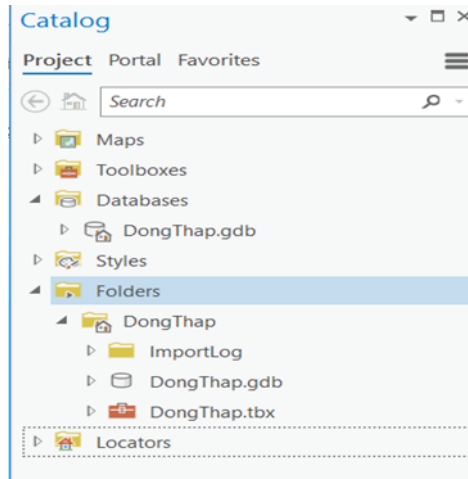 Catalog
Project Portal Favorites
Search
Maps
Toolboxes
Databases
DongThap.gdb
Styles
Folders
DongThap
ImportLog
DongThap.gdb
DongThap.tbx
Locators